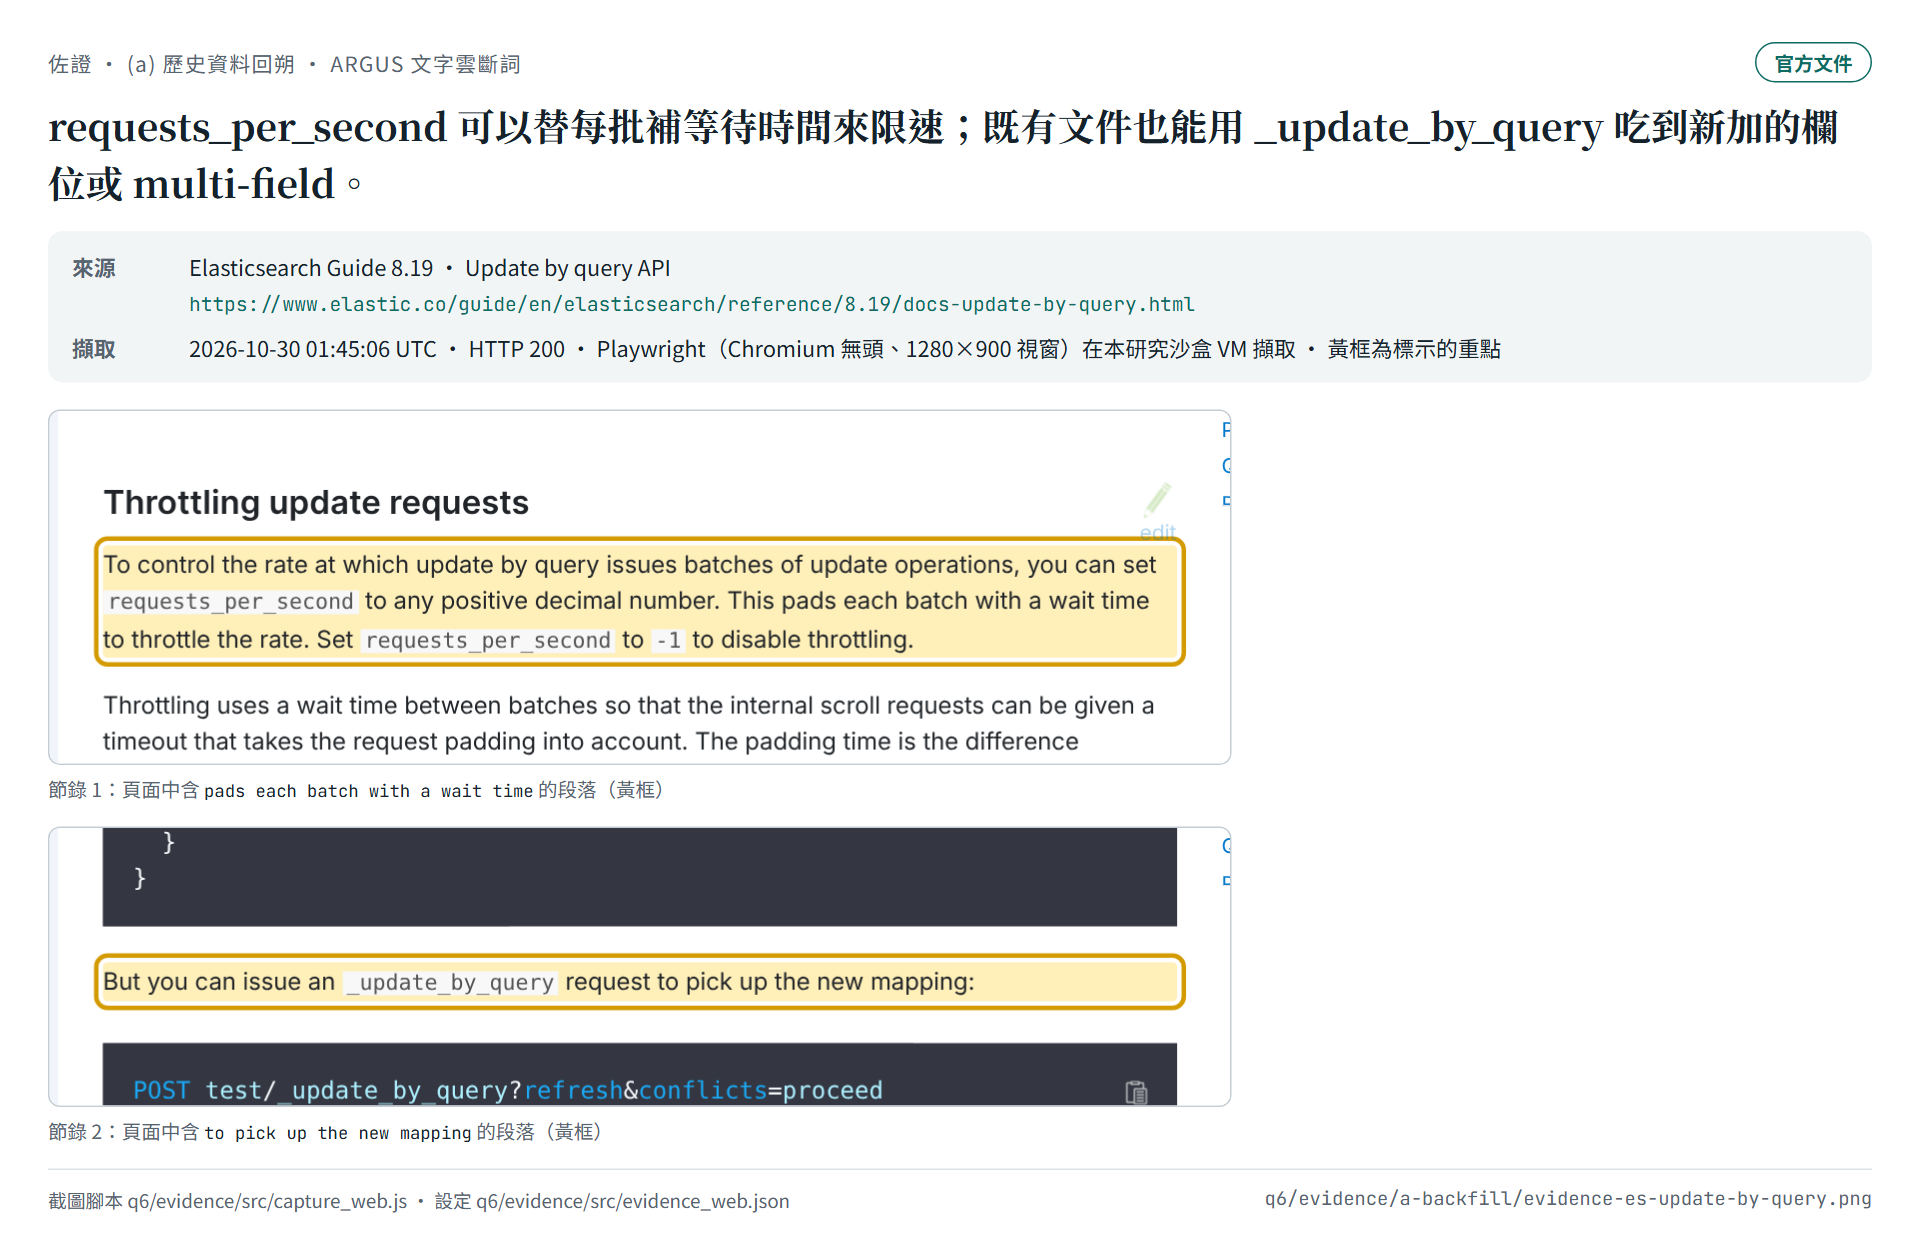 佐證 • (a) 歷史資料回朔 • ARGUS 文字雲斷詞
官方文件
requests_per_second 可以替每批補等待時間來限速；既有文件也能用 _update_by_query 吃到新加的欄
位或 multi-field。
來源 Elasticsearch Guide 8.19 • Update by query API
https://www.elastic.co/guide/en/elasticsearch/reference/8.19/docs-update-by-query.html
擷取 2026-10-30 01:45:06 UTC • HTTP 200 • Playwright（Chromium 無頭、1280×900 視窗）在本研究沙盒 VM 擷取 • 黃框為標示的重點
Throttling update requests
edit
To control the rate at which update by query issues batches of update operations, you can set
requests_per_second to any positive decimal number. This pads each batch with a wait time
to throttle the rate. Set requests_per_second to -1 to disable throttling.
Throttling uses a wait time between batches so that the internal scroll requests can be given a
timeout that takes the request padding into account. The padding time is the difference
節錄 1：頁面中含 pads each batch with a wait time 的段落（黃框）
}
}
But you can issue an _update_by_query request to pick up the new mapping:
POST test/_update_by_query?refresh&conflicts=proceed
節錄 2：頁面中含 to pick up the new mapping 的段落（黃框）
截圖腳本 q6/evidence/src/capture_web.js • 設定 q6/evidence/src/evidence_web.json
q6/evidence/a-backfill/evidence-es-update-by-query.png